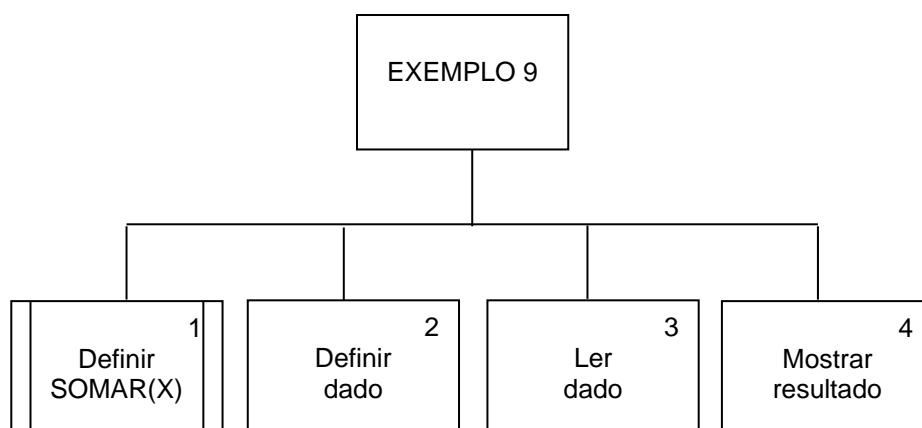 EXEMPLO 9
1
Definir
SOMAR(X)
2
Definir
dado
3
Ler
dado
4
Mostrar
resultado